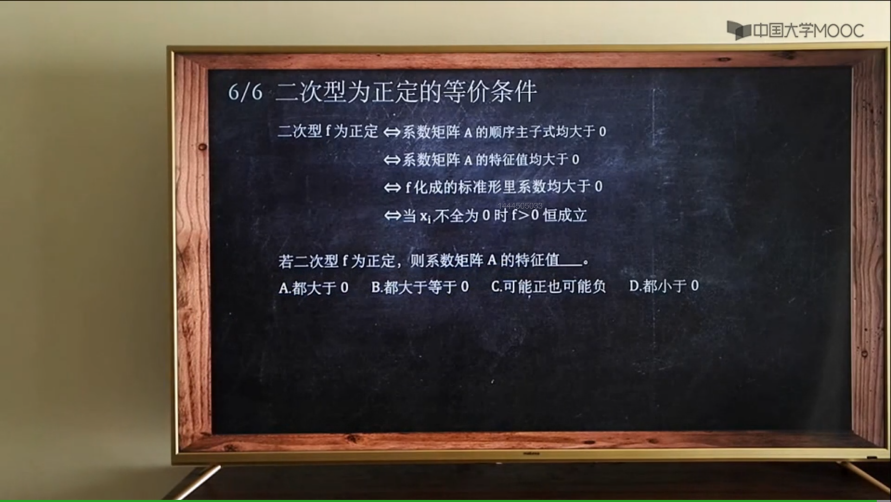 中国大学MOOC
6/6 二次型为正定的等价条件
二次型 f 为正定 ⇔系数矩阵 A 的顺序主子式均大于 0
⇔系数矩阵 A 的特征值均大于 0
⇔ f 化成的标准形里系数均大于 0
⇔当 xᵢ 不全为 0 时 f>0 恒成立
若二次型 f 为正定，则系数矩阵 A 的特征值___。
A.都大于 0 B.都大于等于 0 C.可能正也可能负 D.都小于 0